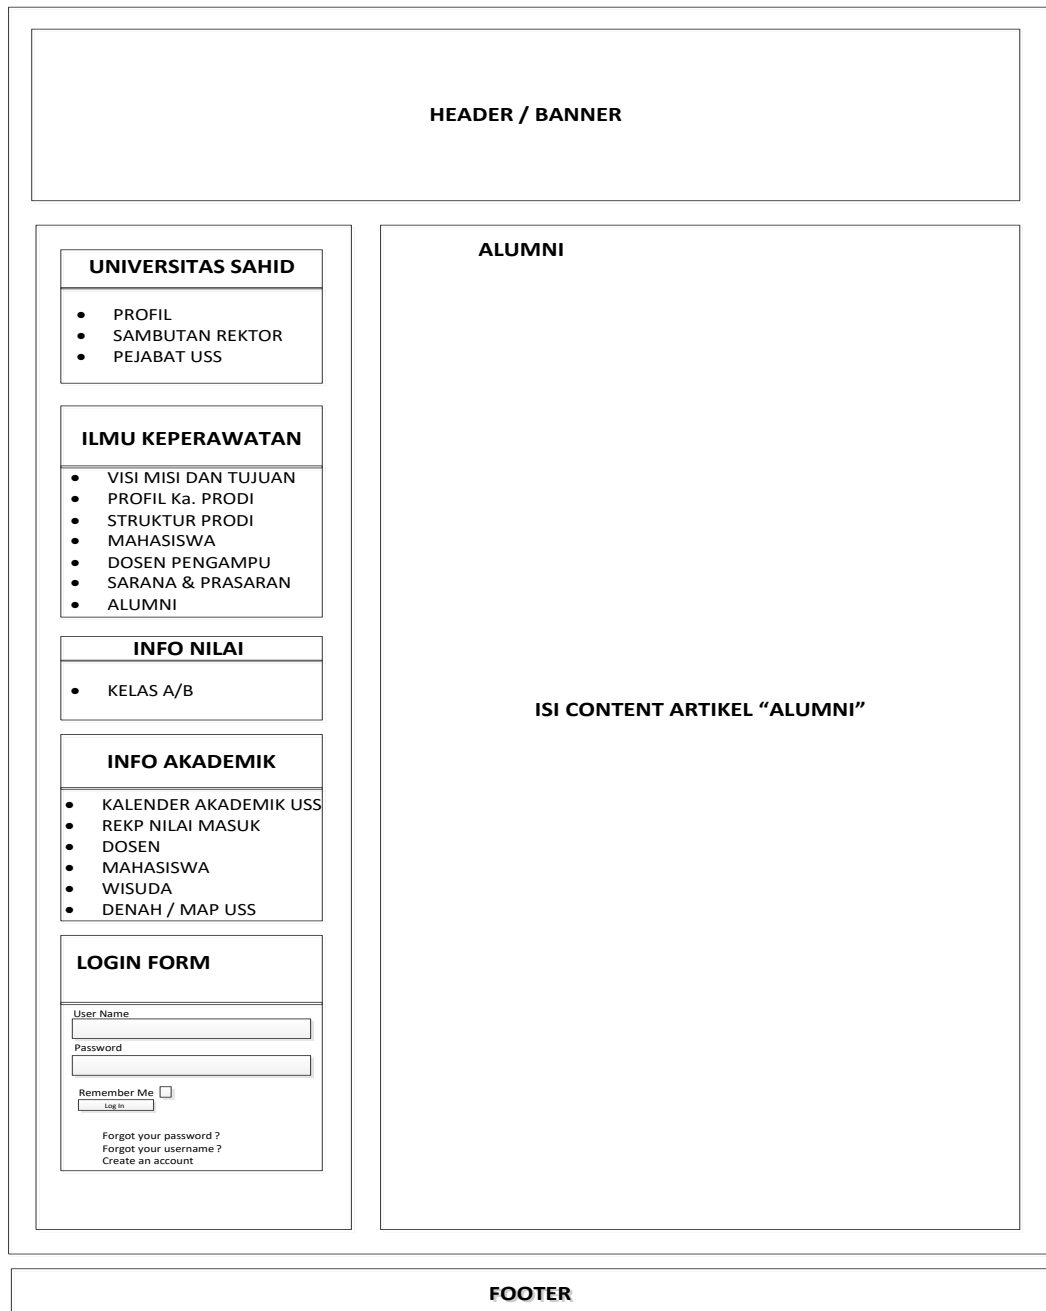 HEADER / BANNER
UNIVERSITAS SAHID
• PROFIL
• SAMBUTAN REKTOR
• PEJABAT USS
ILMU KEPERAWATAN
• VISI MISI DAN TUJUAN
• PROFIL Ka. PRODI
• STRUKTUR PRODI
• MAHASISWA
• DOSEN PENGAMPU
• SARANA & PRASARAN
• ALUMNI
INFO NILAI
• KELAS A/B
INFO AKADEMIK
• KALENDER AKADEMIK USS
• REKP NILAI MASUK
• DOSEN
• MAHASISWA
• WISUDA
• DENAH / MAP USS
LOGIN FORM
User Name
Password
Remember Me
Log In
Forgot your password ?
Forgot your username ?
Create an account
ALUMNI
ISI CONTENT ARTIKEL “ALUMNI”
FOOTER